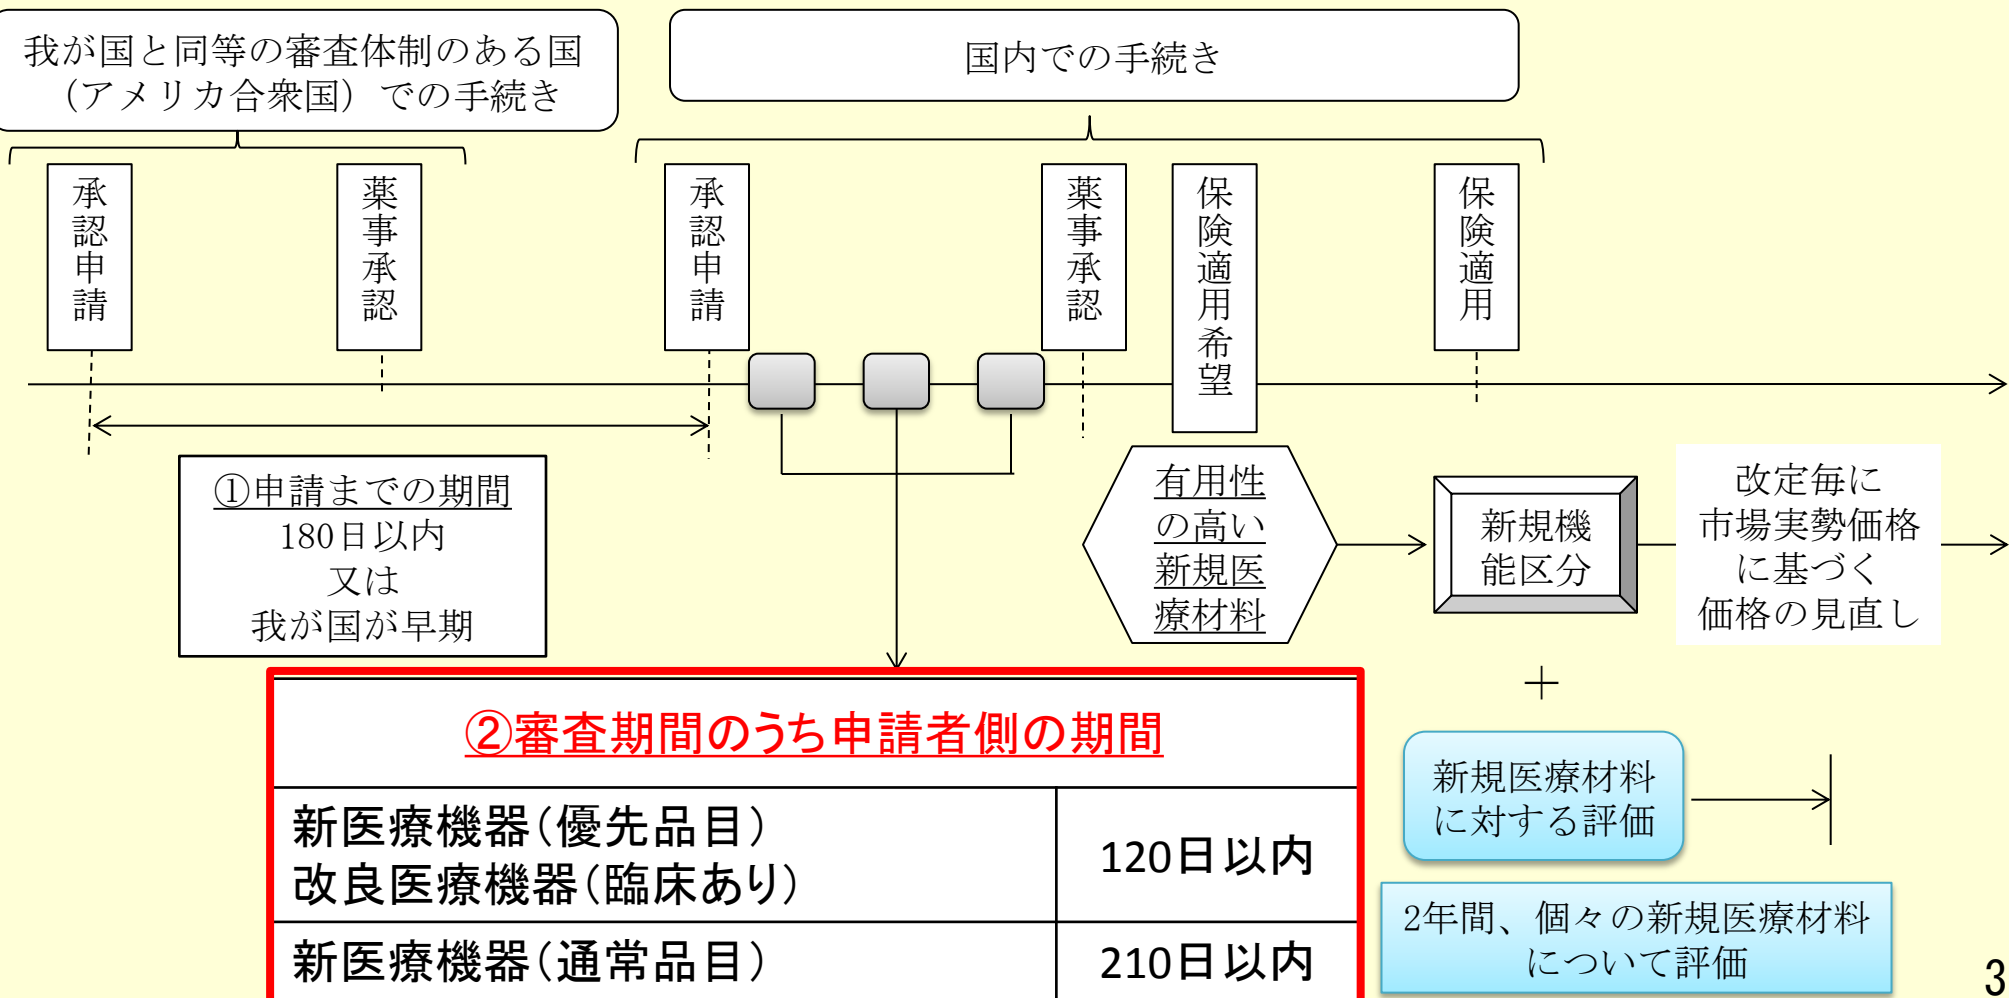 我が国と同等の審査体制のある国
（アメリカ合衆国）での手続き
国内での手続き
承認申請
薬事承認
承認申請
薬事承認
保険適用希望
保険適用
①申請までの期間
180日以内
又は
我が国が早期
有用性
の高い
新規医
療材料
新規機
能区分
改定毎に
市場実勢価格
に基づく
価格の見直し
＋
②審査期間のうち申請者側の期間
新医療機器（優先品目）
改良医療機器（臨床あり）
120日以内
新医療機器（通常品目）
210日以内
新規医療材料
に対する評価
2年間、個々の新規医療材料
について評価
3